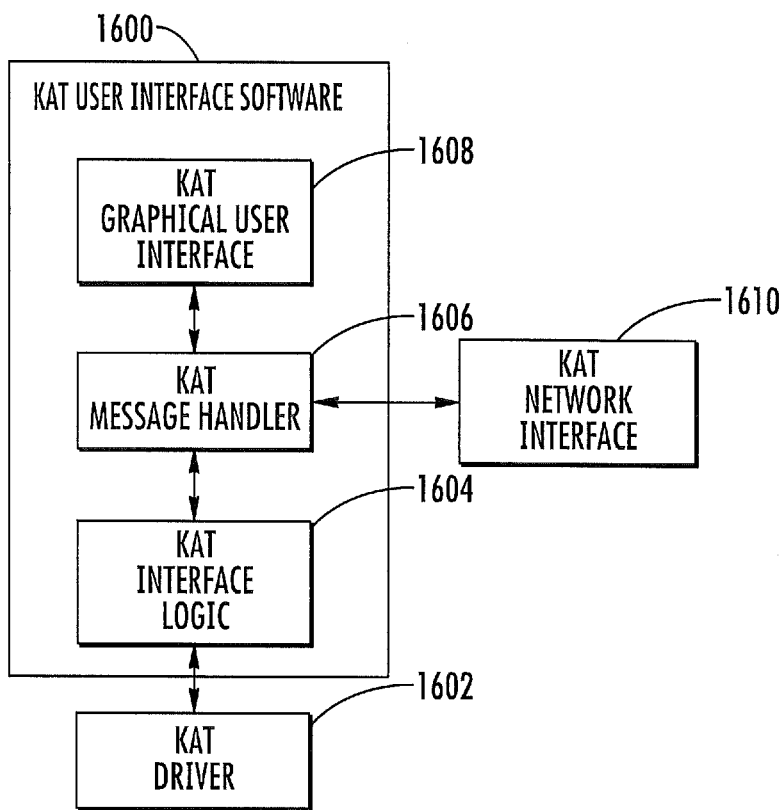 1600
KAT USER INTERFACE SOFTWARE
1608
KAT
GRAPHICAL USER
INTERFACE
1606
KAT
MESSAGE HANDLER
1610
KAT
NETWORK
INTERFACE
1604
KAT
INTERFACE
LOGIC
1602
KAT
DRIVER